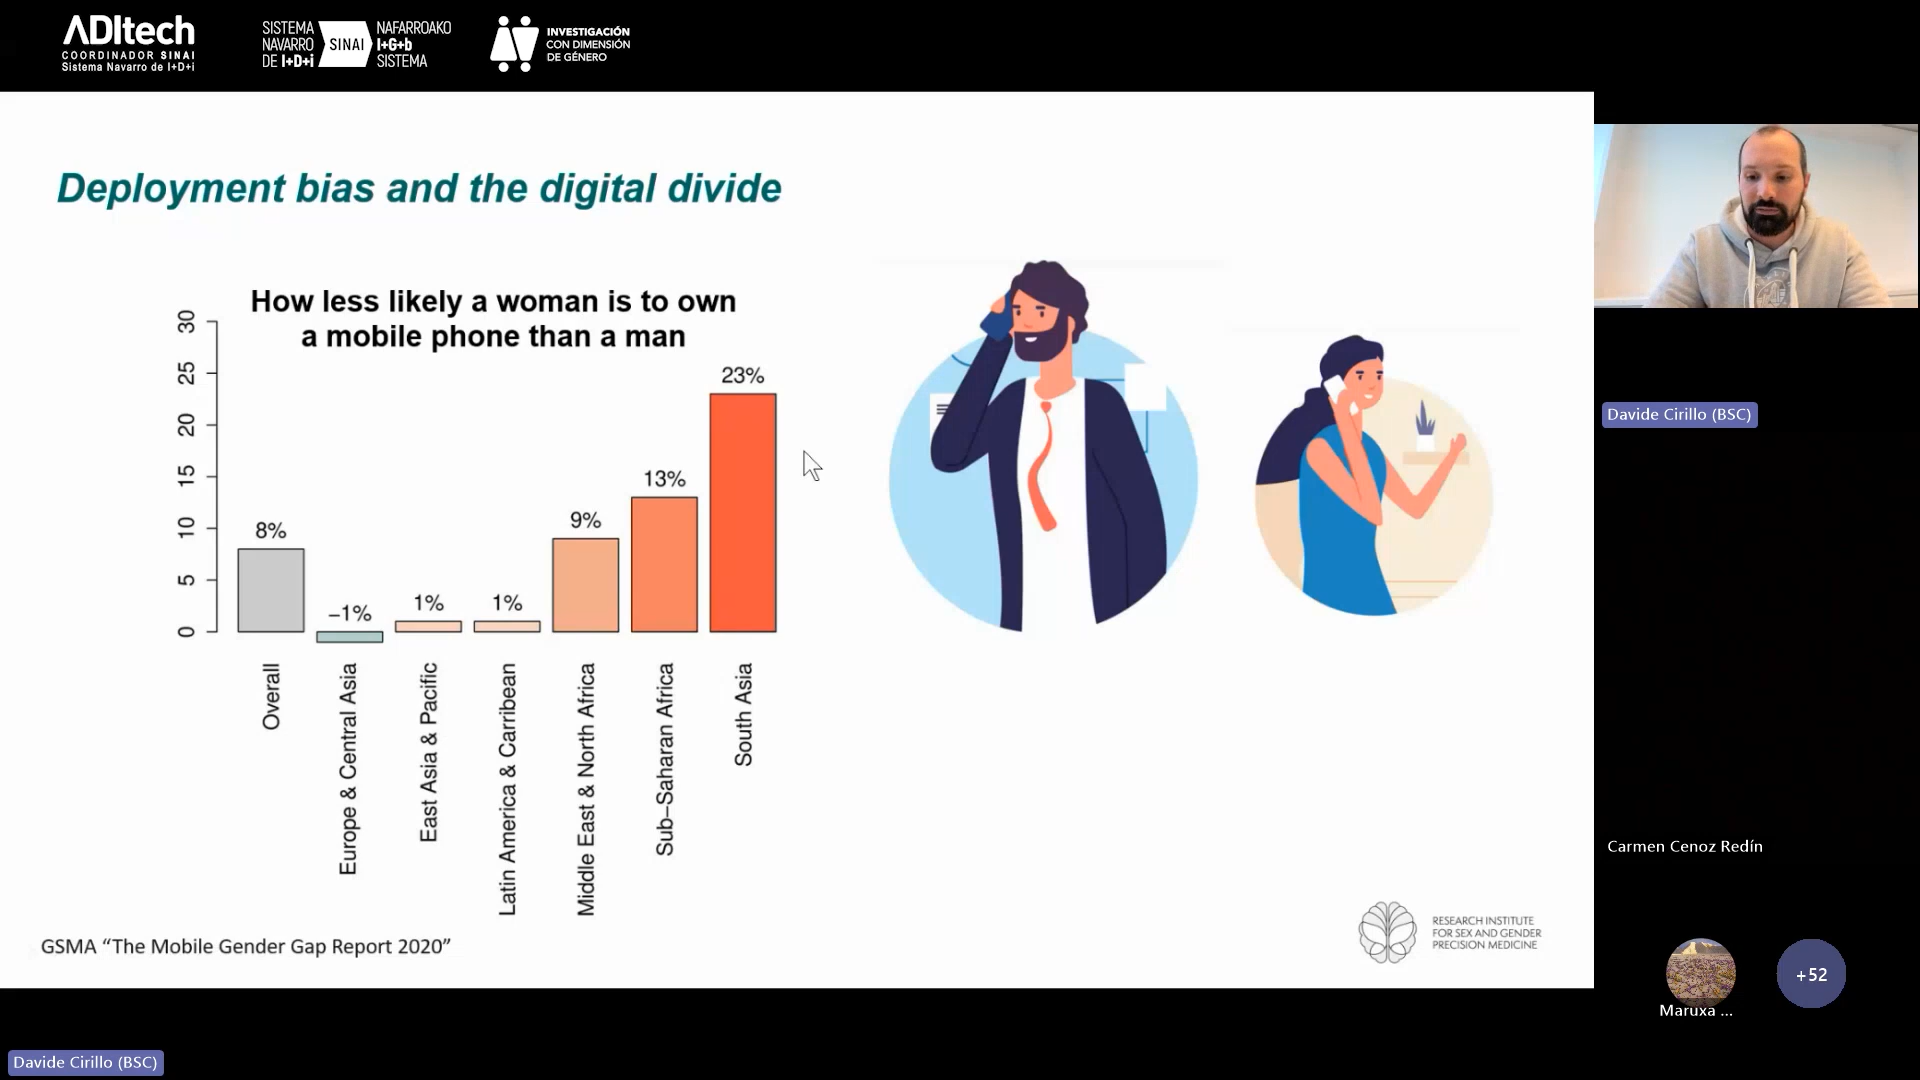 ADItech
COORDINADOR SINAI
Sistema Navarro de I+D+i
SISTEMA
NAVARRO
DE I+D+i
SINAI
NAFARROAKO
I+G+b
SISTEMA
INVESTIGACIÓN
CON DIMENSIÓN
DE GÉNERO
Deployment bias and the digital divide
How less likely a woman is to own
a mobile phone than a man
30
25
20
15
10
5
0
8%
−1%
1%
1%
9%
13%
23%
Overall
Europe & Central Asia
East Asia & Pacific
Latin America & Carribean
Middle East & North Africa
Sub−Saharan Africa
South Asia
GSMA “The Mobile Gender Gap Report 2020”
RESEARCH INSTITUTE
FOR SEX AND GENDER
PRECISION MEDICINE
Davide Cirillo (BSC)
Carmen Cenoz Redín
+52
Maruxa ...
Davide Cirillo (BSC)